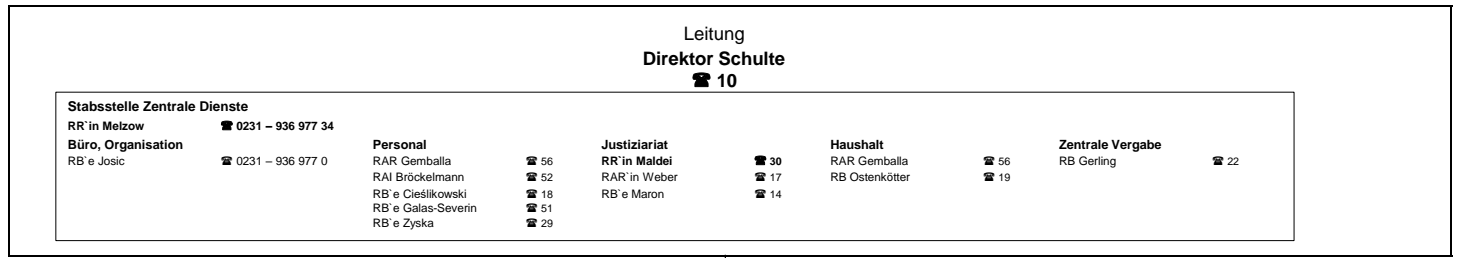 Leitung
Direktor Schulte
☎ 10
Stabsstelle Zentrale Dienste
RR`in Melzow ☎ 0231 – 936 977 34
Büro, Organisation Personal Justiziariat Haushalt Zentrale Vergabe
RB`e Josic ☎ 0231 – 936 977 0 RAR Gemballa ☎ 56 RR`in Maldei ☎ 30 RAR Gemballa ☎ 56 RB Gerling ☎ 22
RAI Bröckelmann ☎ 52 RAR`in Weber ☎ 17 RB Ostenkötter ☎ 19
RB`e Cieślikowski ☎ 18 RB`e Maron ☎ 14
RB`e Galas-Severin ☎ 51
RB`e Zyska ☎ 29